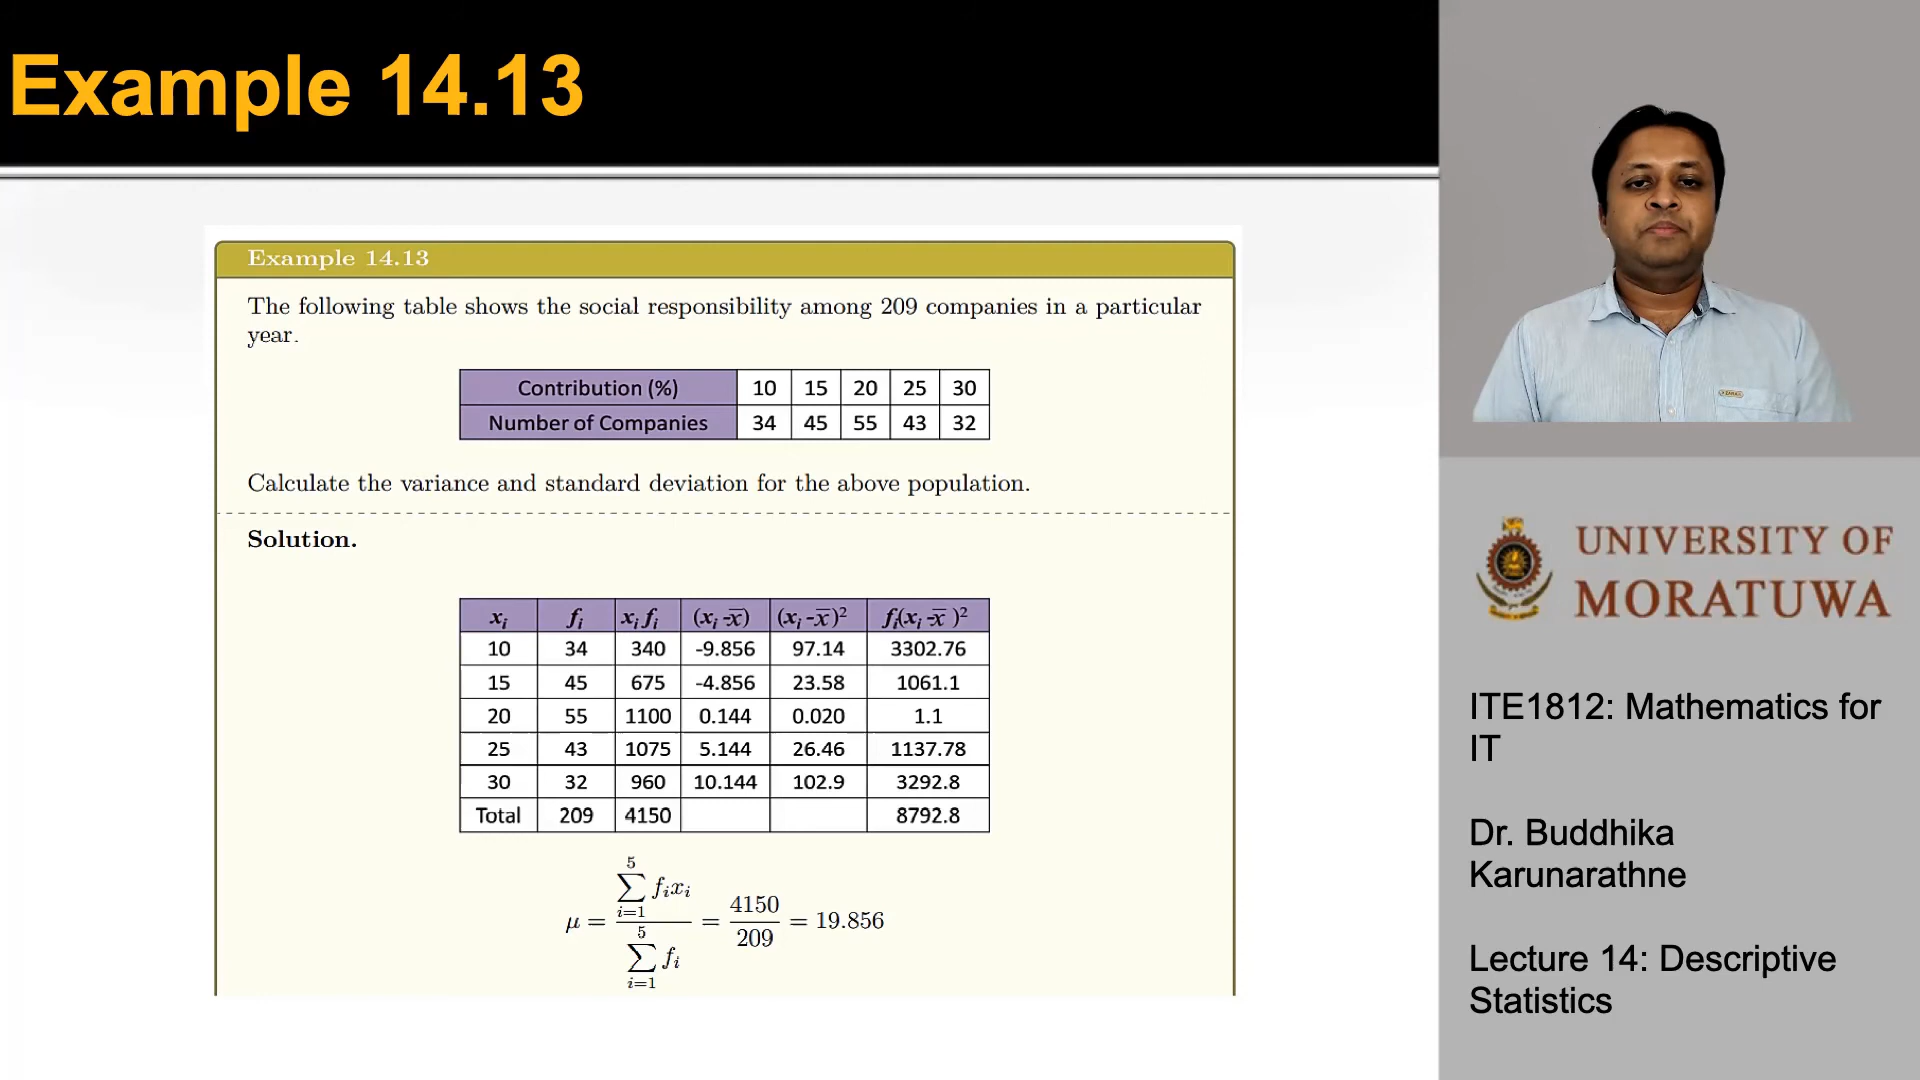 Example 14.13
Example 14.13
The following table shows the social responsibility among 209 companies in a particular
year.
Contribution (%) 10 15 20 25 30
Number of Companies 34 45 55 43 32
Calculate the variance and standard deviation for the above population.
Solution.
xᵢ fᵢ xᵢfᵢ (xᵢ-x̅) (xᵢ-x̅)² fᵢ(xᵢ-x̅)²
10 34 340 -9.856 97.14 3302.76
15 45 675 -4.856 23.58 1061.1
20 55 1100 0.144 0.020 1.1
25 43 1075 5.144 26.46 1137.78
30 32 960 10.144 102.9 3292.8
Total 209 4150 8792.8
μ = ∑ᵢ₌₁⁵ fᵢxᵢ / ∑ᵢ₌₁⁵ fᵢ = 4150 / 209 = 19.856
UNIVERSITY OF
MORATUWA
ITE1812: Mathematics for
IT
Dr. Buddhika
Karunarathne
Lecture 14: Descriptive
Statistics